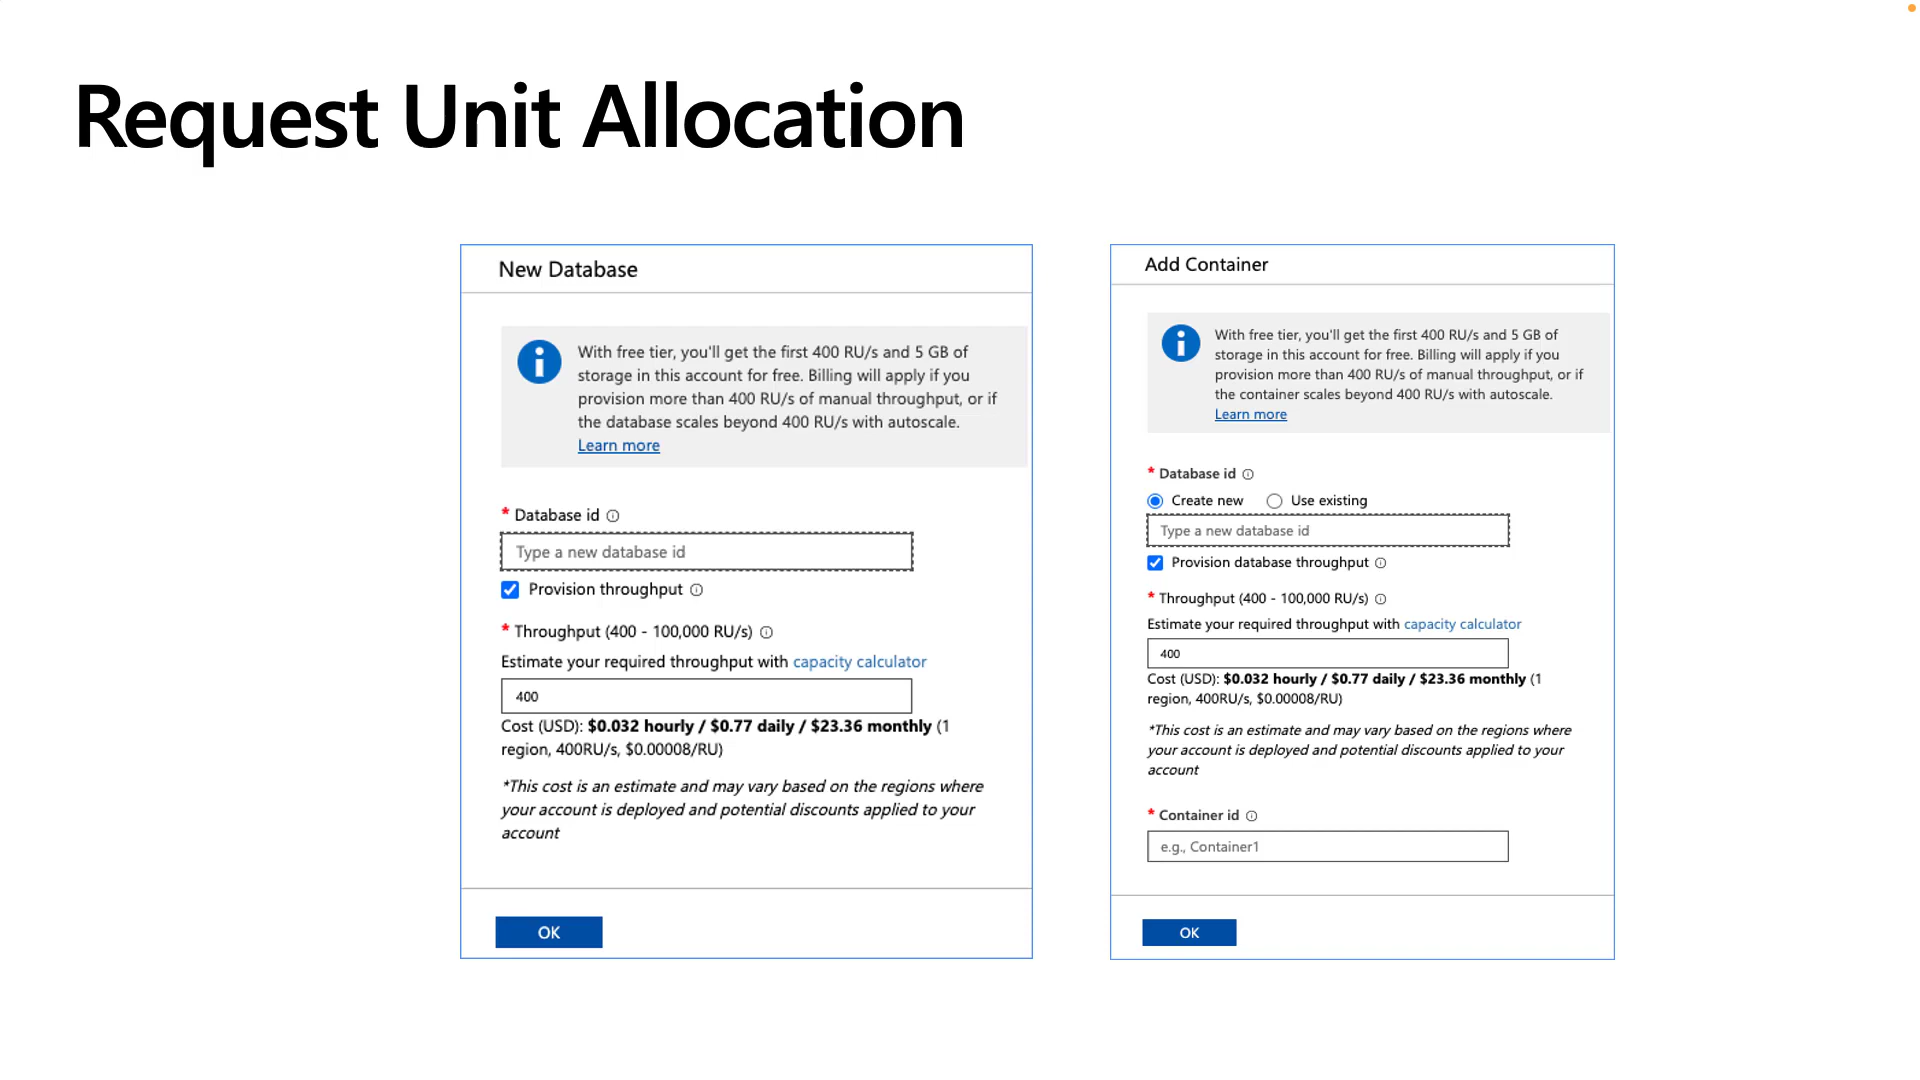 Request Unit Allocation
New Database
With free tier, you'll get the first 400 RU/s and 5 GB of
storage in this account for free. Billing will apply if you
provision more than 400 RU/s of manual throughput, or if
the database scales beyond 400 RU/s with autoscale.
Learn more
* Database id
Type a new database id
Provision throughput
* Throughput (400 - 100,000 RU/s)
Estimate your required throughput with capacity calculator
400
Cost (USD): $0.032 hourly / $0.77 daily / $23.36 monthly (1
region, 400RU/s, $0.00008/RU)
*This cost is an estimate and may vary based on the regions where
your account is deployed and potential discounts applied to your
account
OK
Add Container
With free tier, you'll get the first 400 RU/s and 5 GB of
storage in this account for free. Billing will apply if you
provision more than 400 RU/s of manual throughput, or if
the container scales beyond 400 RU/s with autoscale.
Learn more
* Database id
Create new Use existing
Type a new database id
Provision database throughput
* Throughput (400 - 100,000 RU/s)
Estimate your required throughput with capacity calculator
400
Cost (USD): $0.032 hourly / $0.77 daily / $23.36 monthly (1
region, 400RU/s, $0.00008/RU)
*This cost is an estimate and may vary based on the regions where
your account is deployed and potential discounts applied to your
account
* Container id
e.g., Container1
OK